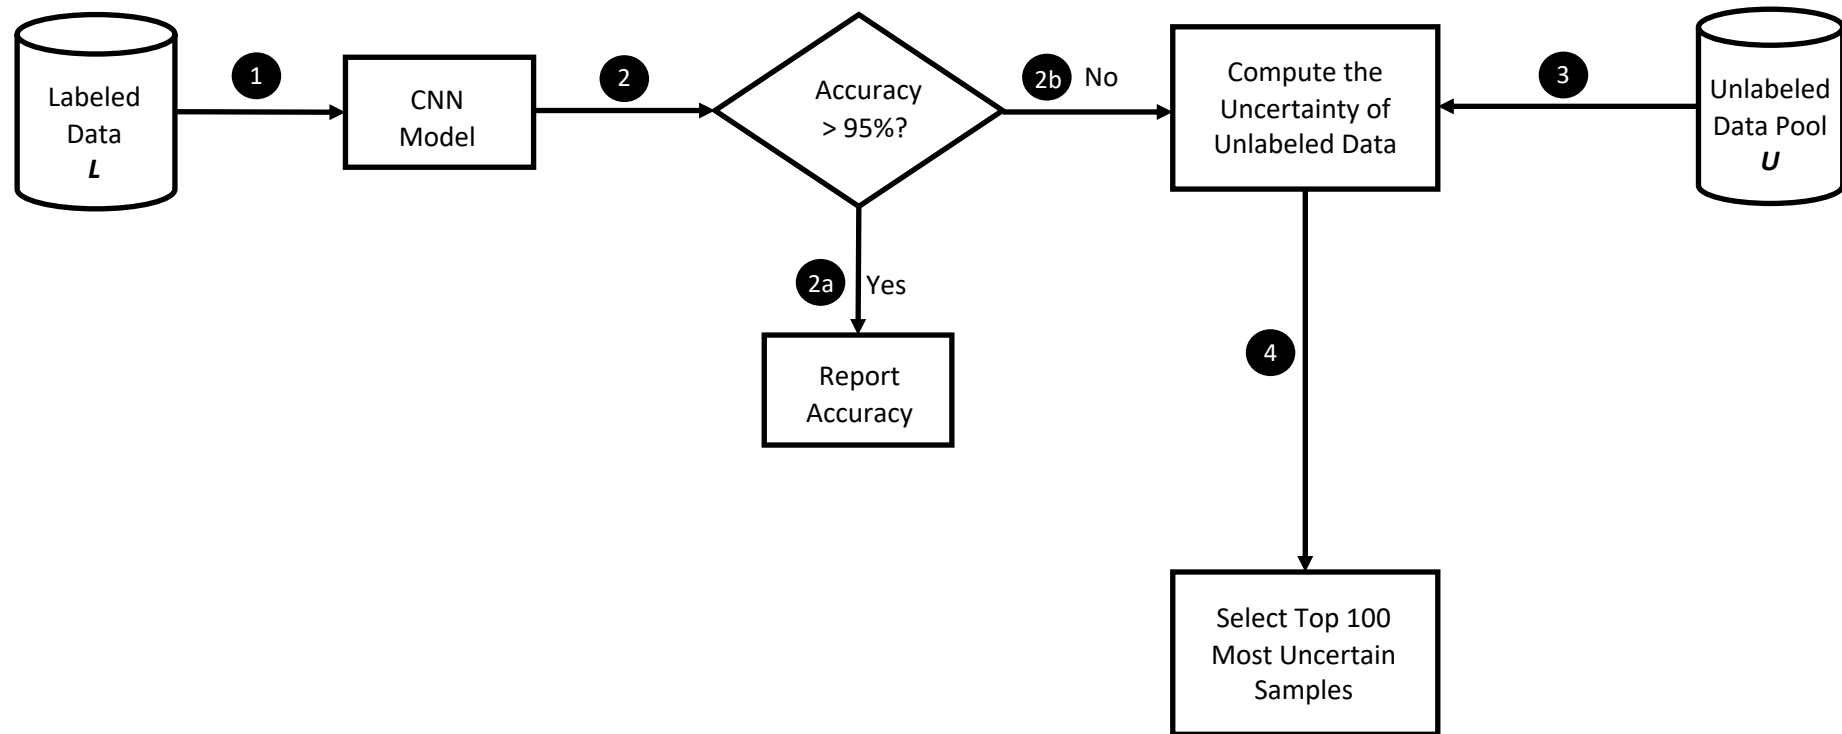 1
Labeled
Data
L
CNN
Model
2
Accuracy
> 95%?
2b No
Compute the
Uncertainty of
Unlabeled Data
3
Unlabeled
Data Pool
U
2a Yes
Report
Accuracy
4
Select Top 100
Most Uncertain
Samples